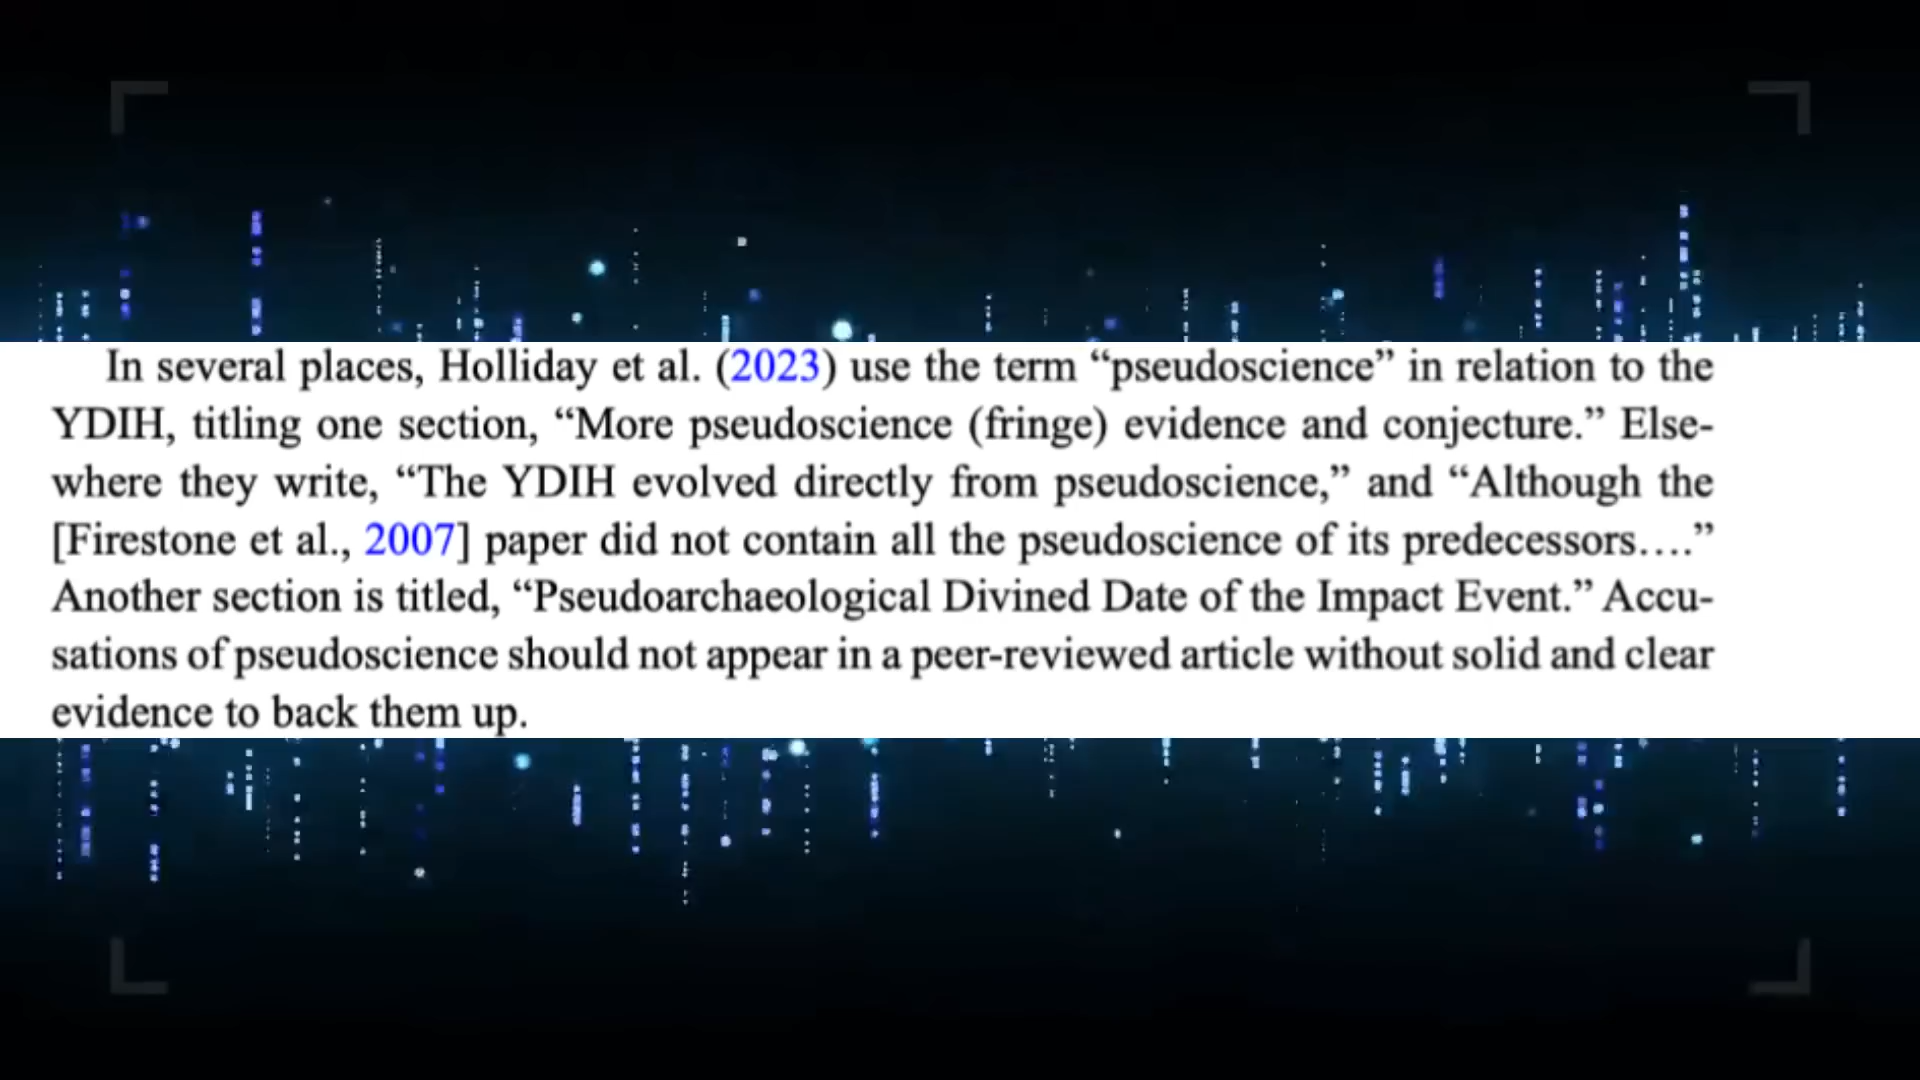 In several places, Holliday et al. (2023) use the term “pseudoscience” in relation to the
YDIH, titling one section, “More pseudoscience (fringe) evidence and conjecture.” Else-
where they write, “The YDIH evolved directly from pseudoscience,” and “Although the
[Firestone et al., 2007] paper did not contain all the pseudoscience of its predecessors….”
Another section is titled, “Pseudoarchaeological Divined Date of the Impact Event.” Accu-
sations of pseudoscience should not appear in a peer-reviewed article without solid and clear
evidence to back them up.